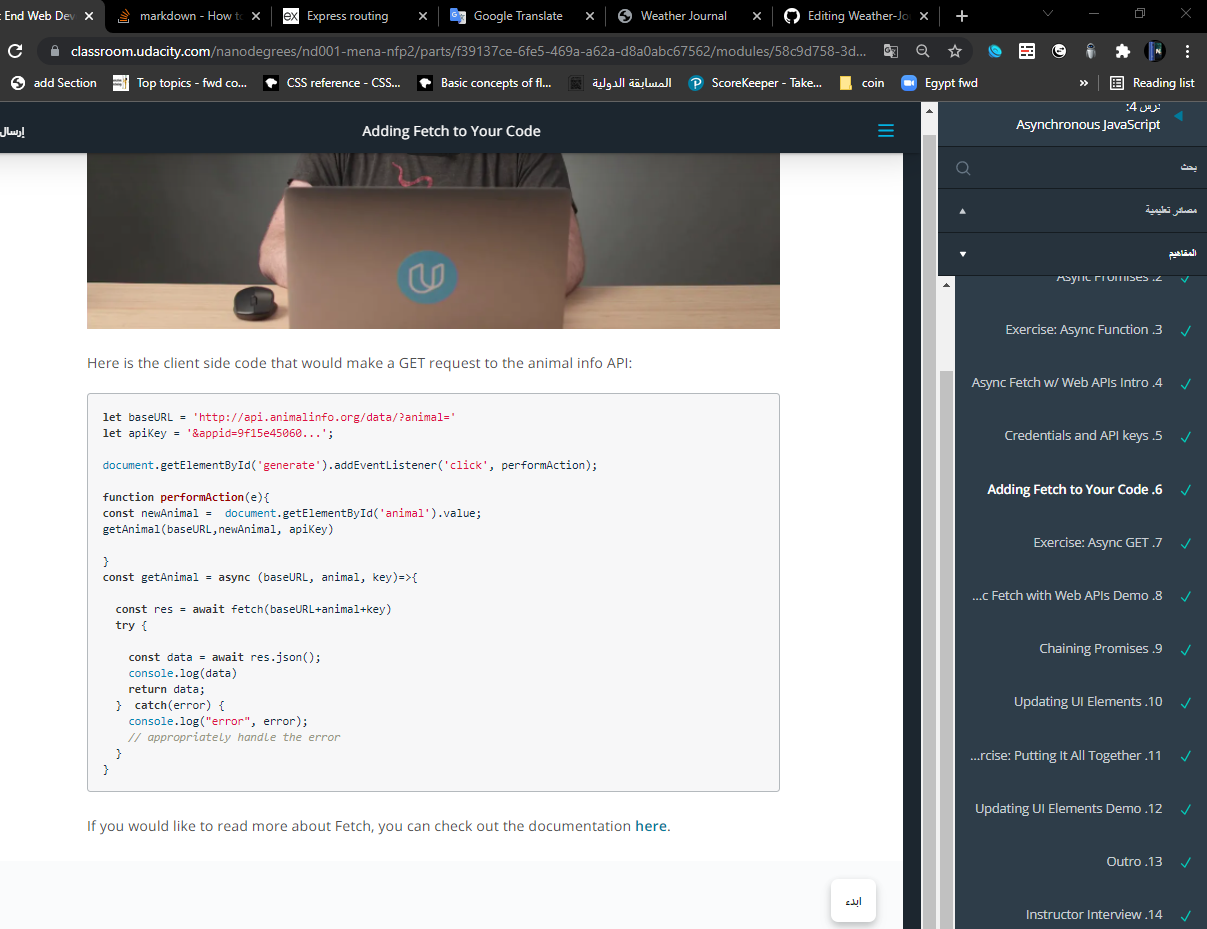 End Web Dev
markdown - How to
Express routing
Google Translate
Weather Journal
Editing Weather-Jo
classroom.udacity.com/nanodegrees/nd001-mena-nfp2/parts/f39137ce-6fe5-469a-a62a-d8a0abc67562/modules/58c9d758-3d...
add Section
Top topics - fwd co...
CSS reference - CSS...
Basic concepts of fl...
المسابقة الدولية
ScoreKeeper - Take...
coin
Egypt fwd
»
Reading list
إرسال
Adding Fetch to Your Code
Here is the client side code that would make a GET request to the animal info API:
let baseURL = 'http://api.animalinfo.org/data/?animal='
let apiKey = '&appid=9f15e45060...';
document.getElementById('generate').addEventListener('click', performAction);
function performAction(e){
const newAnimal =  document.getElementById('animal').value;
getAnimal(baseURL,newAnimal, apiKey)
}
const getAnimal = async (baseURL, animal, key)=>{
const res = await fetch(baseURL+animal+key)
try {
const data = await res.json();
console.log(data)
return data;
}  catch(error) {
console.log("error", error);
// appropriately handle the error
}
}
If you would like to read more about Fetch, you can check out the documentation here.
ابدء
درس 4:
Asynchronous JavaScript
بحث
مصادر تعليمية
المفاهيم
Async Promises .2
Exercise: Async Function .3
Async Fetch w/ Web APIs Intro .4
Credentials and API keys .5
Adding Fetch to Your Code .6
Exercise: Async GET .7
...c Fetch with Web APIs Demo .8
Chaining Promises .9
Updating UI Elements .10
...rcise: Putting It All Together .11
Updating UI Elements Demo .12
Outro .13
Instructor Interview .14